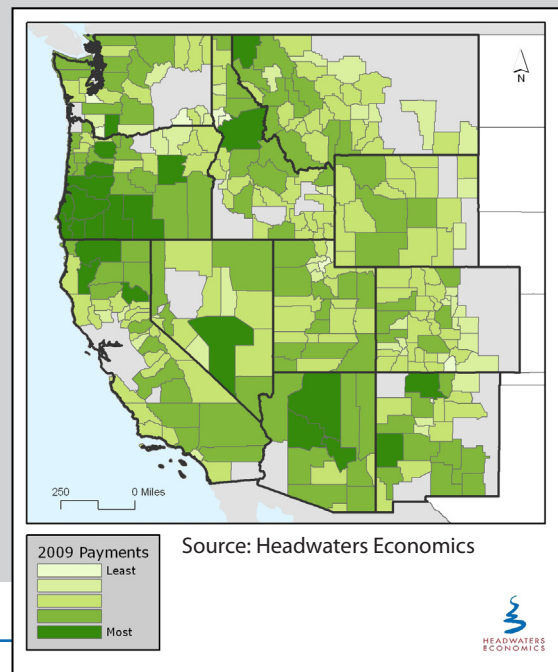 N
250 0 Miles
2009 Payments
Least
Most
Source: Headwaters Economics
HEADWATERS
ECONOMICS